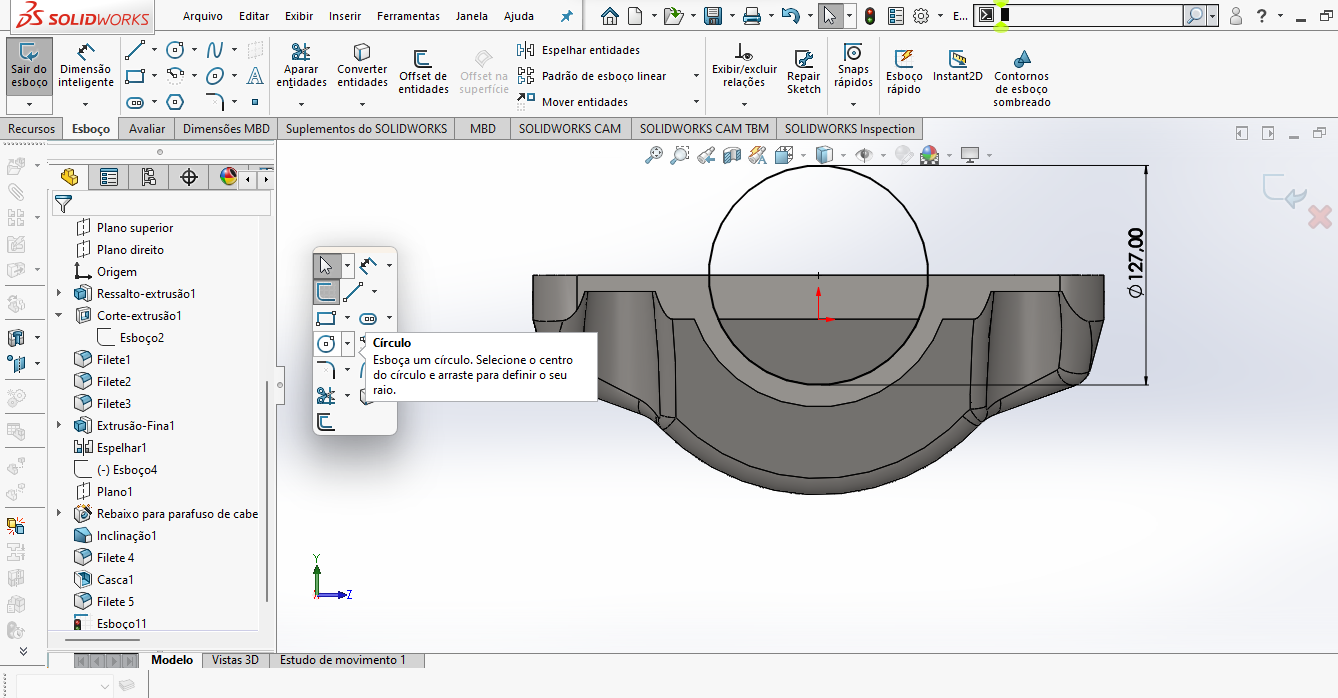 SOLIDWORKS
Arquivo Editar Exibir Inserir Ferramentas Janela Ajuda
E...
Sair do esboço
Dimensão inteligente
Aparar entidades
Converter entidades
Offset de entidades
Offset na superfície
Espelhar entidades
Padrão de esboço linear
Mover entidades
Exibir/excluir relações
Repair Sketch
Snaps rápidos
Esboço rápido
Instant2D
Contornos de esboço sombreado
Recursos Esboço Avaliar Dimensões MBD Suplementos do SOLIDWORKS MBD SOLIDWORKS CAM SOLIDWORKS CAM TBM SOLIDWORKS Inspection
Plano superior
Plano direito
Origem
Ressalto-extrusão1
Corte-extrusão1
Esboço2
Filete1
Filete2
Filete3
Extrusão-Fina1
Espelhar1
(-) Esboço4
Plano1
Rebaixo para parafuso de cabe
Inclinação1
Filete 4
Casca1
Filete 5
Esboço11
Círculo
Esboça um círculo. Selecione o centro
do círculo e arraste para definir o seu
raio.
Ø127,00
Y
Z
Modelo Vistas 3D Estudo de movimento 1